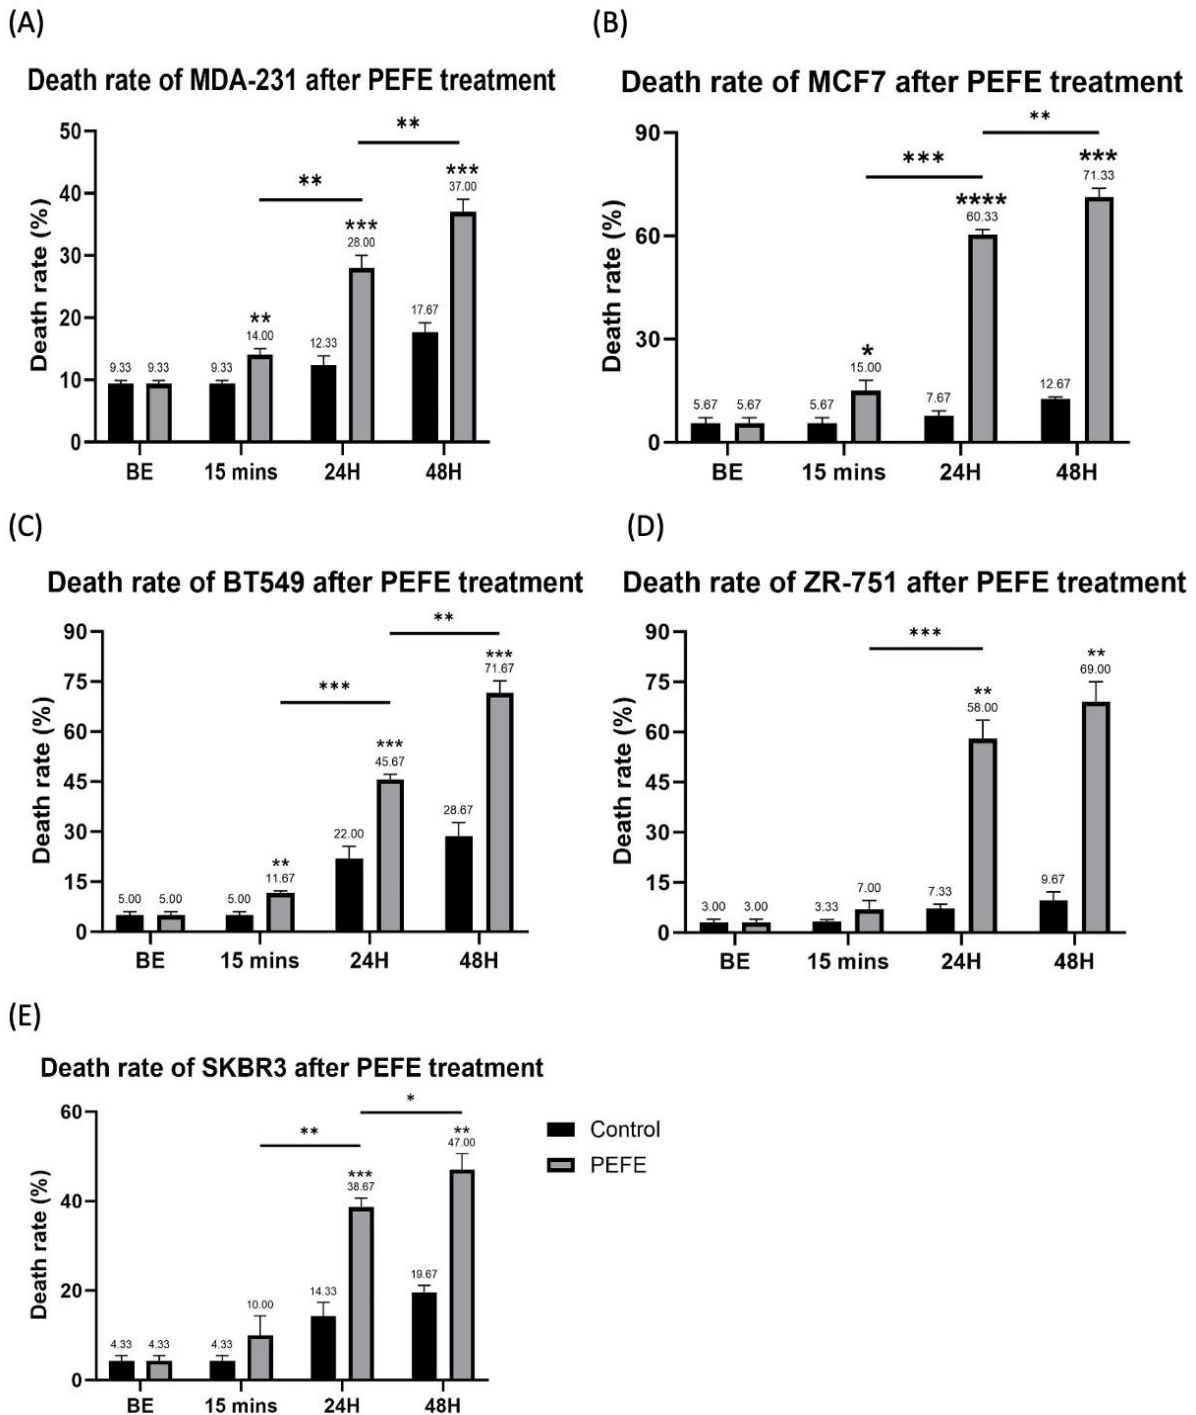 (A)
Death rate of MDA-231 after PEFE treatment
Death rate (%)
50
40
30
20
10
0
**
**
***
37.00
***
28.00
**
14.00
9.33
9.33
9.33
12.33
17.67
BE
15 mins
24H
48H
(B)
Death rate of MCF7 after PEFE treatment
Death rate (%)
90
60
30
0
**
***
***
71.33
****
60.33
*
15.00
5.67
5.67
5.67
7.67
12.67
BE
15 mins
24H
48H
(C)
Death rate of BT549 after PEFE treatment
Death rate (%)
90
75
60
45
30
15
0
**
***
***
71.67
***
45.67
**
11.67
5.00
5.00
5.00
22.00
28.67
BE
15 mins
24H
48H
(D)
Death rate of ZR-751 after PEFE treatment
Death rate (%)
90
75
60
45
30
15
0
***
**
69.00
**
58.00
3.00
3.00
3.33
7.00
7.33
9.67
BE
15 mins
24H
48H
(E)
Death rate of SKBR3 after PEFE treatment
Death rate (%)
60
40
20
0
*
**
**
47.00
***
38.67
4.33
4.33
4.33
10.00
14.33
19.67
BE
15 mins
24H
48H
Control
PEFE